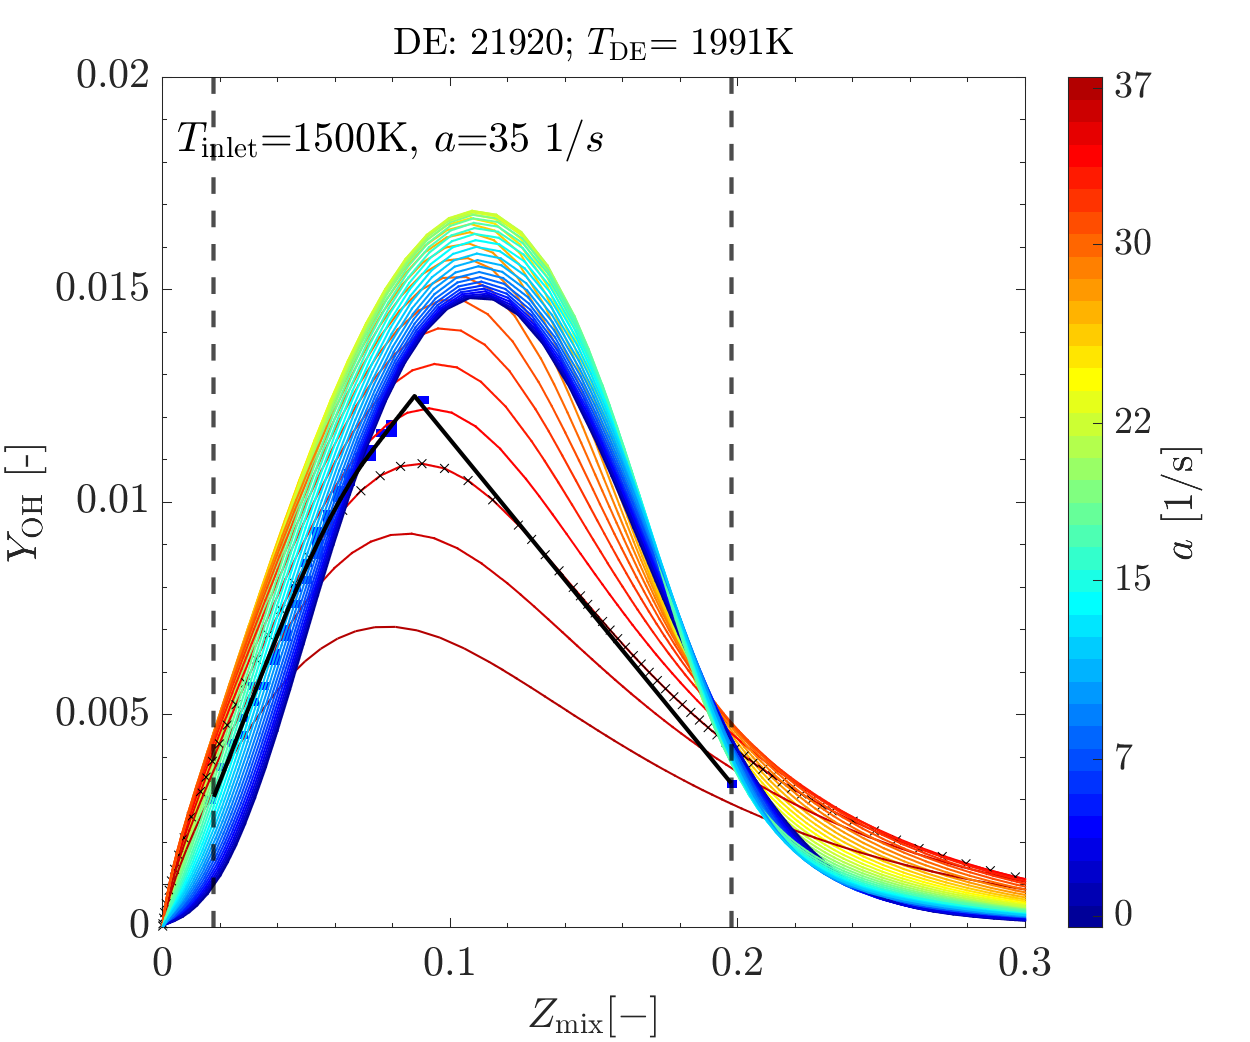 DE: 21920; T_DE= 1991K
0.02
0.015
0.01
0.005
0
Y_OH [-]
T_inlet=1500K, a=35 1/s
0 0.1 0.2 0.3
Z_mix[−]
37
30
22
15
7
0
a [1/s]